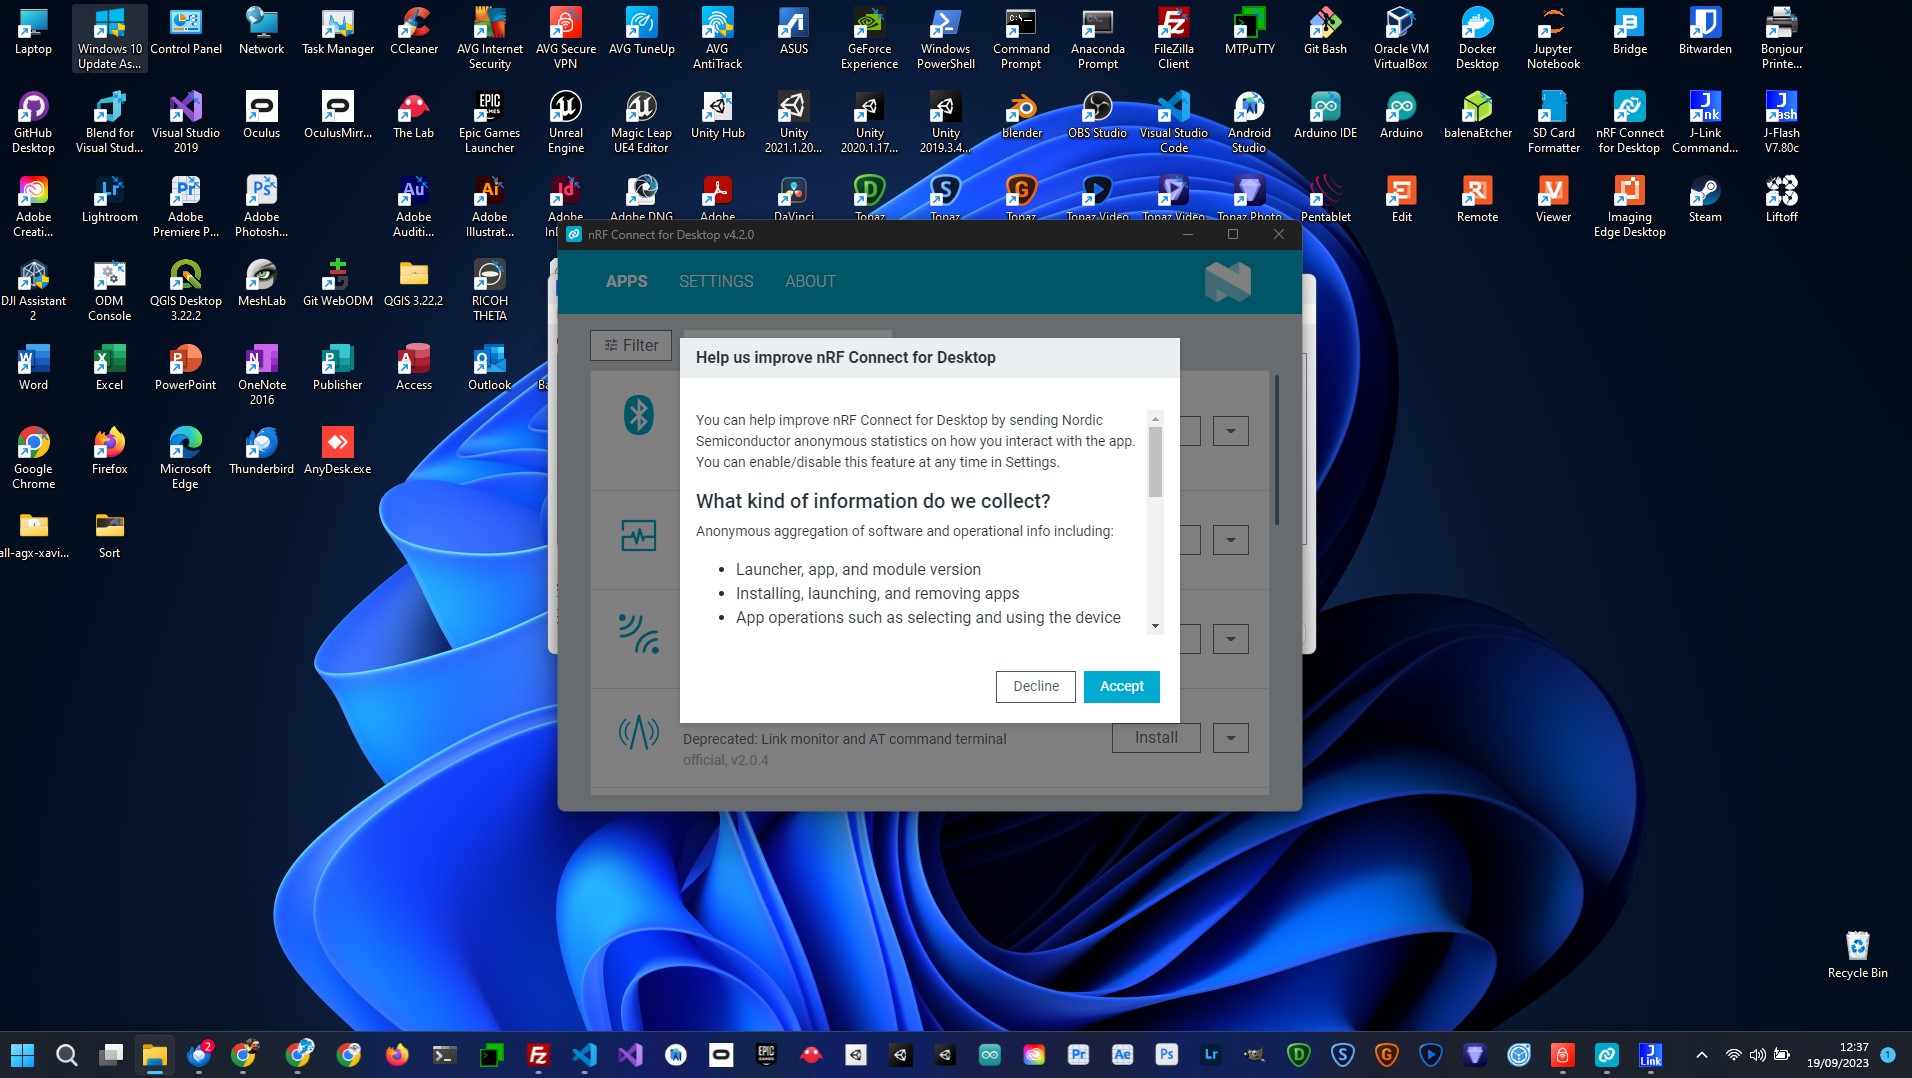 Laptop
Windows 10
Update As...
Control Panel
Network
Task Manager
CCleaner
AVG Internet
Security
AVG Secure
VPN
AVG TuneUp
AVG
AntiTrack
ASUS
GeForce
Experience
Windows
PowerShell
Command
Prompt
Anaconda
Prompt
FileZilla
Client
MTPuTTY
Git Bash
Oracle VM
VirtualBox
Docker
Desktop
Jupyter
Notebook
Bridge
Bitwarden
Bonjour
Printe...
GitHub
Desktop
Blend for
Visual Stud...
Visual Studio
2019
Oculus
OculusMirr...
The Lab
Epic Games
Launcher
Unreal
Engine
Magic Leap
UE4 Editor
Unity Hub
Unity
2021.1.20...
Unity
2020.1.17...
Unity
2019.3.4...
blender
OBS Studio
Visual Studio
Code
Android
Studio
Arduino IDE
Arduino
balenaEtcher
SD Card
Formatter
nRF Connect
for Desktop
J-Link
Command...
J-Flash
V7.80c
Adobe
Creati...
Lightroom
Adobe
Premiere P...
Adobe
Photosh...
Adobe
Auditi...
Adobe
Illustrat...
Adobe
Adobe DNG
Adobe
DaVinci
Topaz
Topaz
Topaz
Topaz Video
Topaz Video
Topaz Photo
Pentablet
Edit
Remote
Viewer
Imaging
Edge Desktop
Steam
Liftoff
DJI Assistant
2
ODM
Console
QGIS Desktop
3.22.2
MeshLab
Git WebODM
QGIS 3.22.2
RICOH
THETA
Word
Excel
PowerPoint
OneNote
2016
Publisher
Access
Outlook
Google
Chrome
Firefox
Microsoft
Edge
Thunderbird
AnyDesk.exe
all-agx-xavi...
Sort
nRF Connect for Desktop v4.2.0
APPS
SETTINGS
ABOUT
Filter
Help us improve nRF Connect for Desktop
You can help improve nRF Connect for Desktop by sending Nordic
Semiconductor anonymous statistics on how you interact with the app.
You can enable/disable this feature at any time in Settings.
What kind of information do we collect?
Anonymous aggregation of software and operational info including:
• Launcher, app, and module version
• Installing, launching, and removing apps
• App operations such as selecting and using the device
Decline
Accept
Deprecated: Link monitor and AT command terminal
official, v2.0.4
Install
Recycle Bin
12:37
19/09/2023